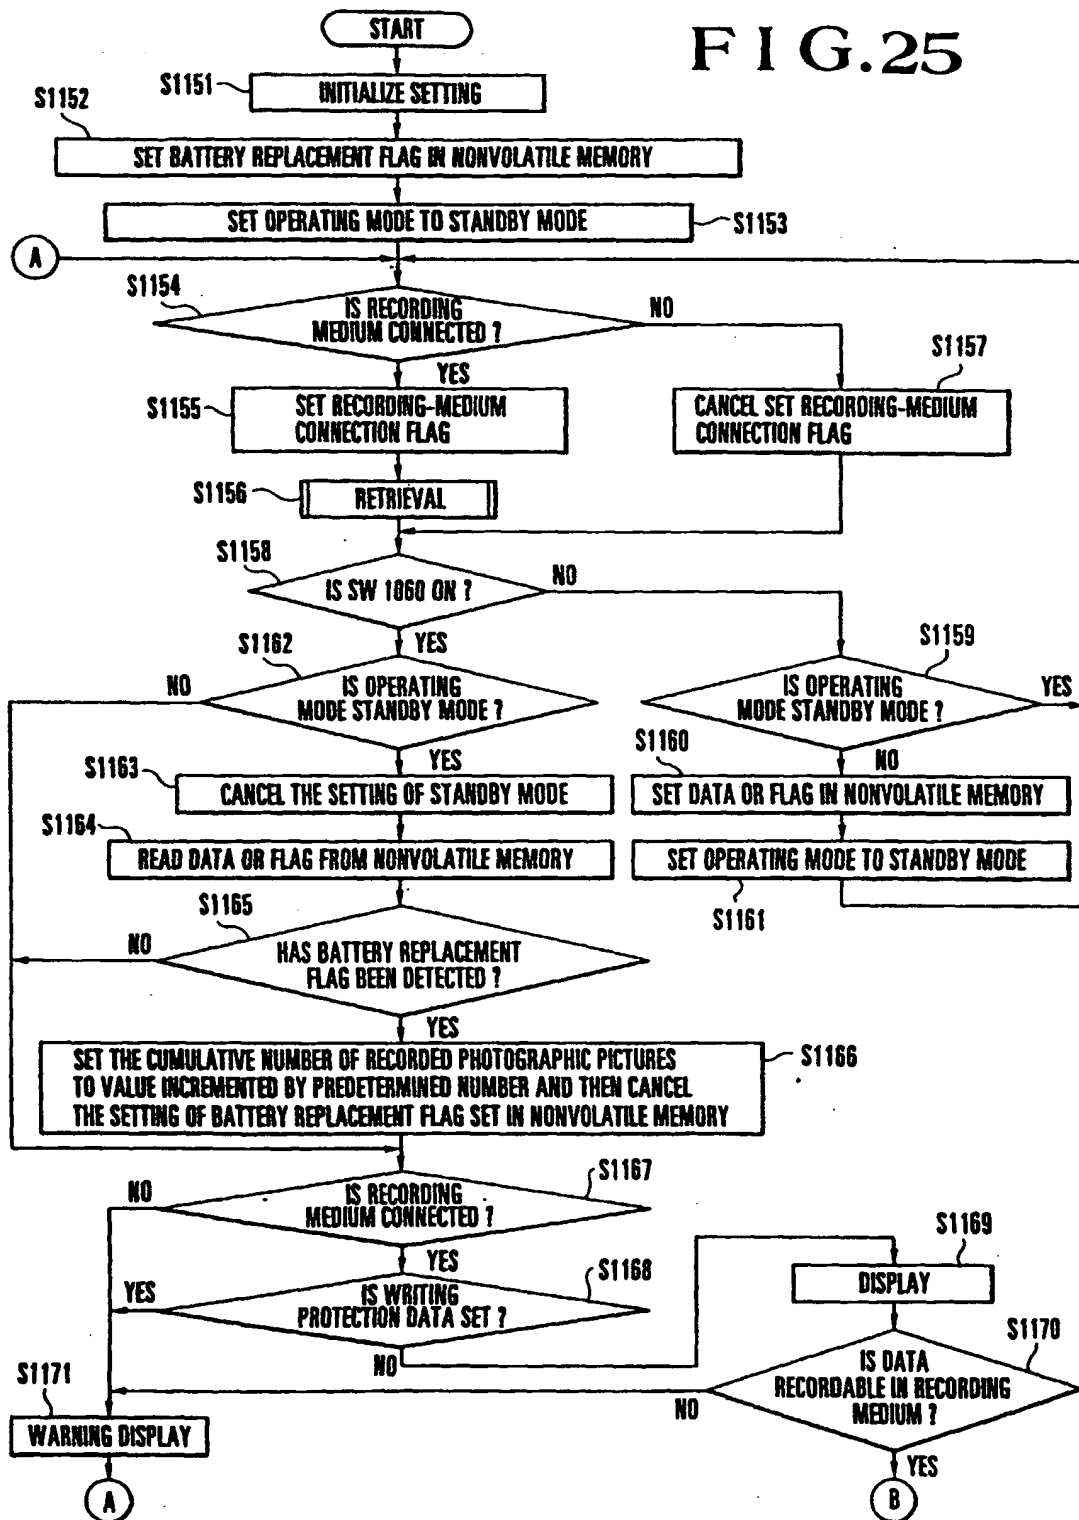 START
FIG.25
S1151
INITIALIZE SETTING
S1152
SET BATTERY REPLACEMENT FLAG IN NONVOLATILE MEMORY
SET OPERATING MODE TO STANDBY MODE
S1153
A
S1154
IS RECORDING
MEDIUM CONNECTED ?
NO
YES
S1157
S1155
SET RECORDING-MEDIUM
CONNECTION FLAG
CANCEL SET RECORDING-MEDIUM
CONNECTION FLAG
S1156
RETRIEVAL
S1158
IS SW 1060 ON ?
NO
YES
S1162
S1159
NO
IS OPERATING
MODE STANDBY MODE ?
IS OPERATING
MODE STANDBY MODE ?
YES
YES
S1163
S1160
NO
CANCEL THE SETTING OF STANDBY MODE
SET DATA OR FLAG IN NONVOLATILE MEMORY
S1164
READ DATA OR FLAG FROM NONVOLATILE MEMORY
SET OPERATING MODE TO STANDBY MODE
S1161
S1165
NO
HAS BATTERY REPLACEMENT
FLAG BEEN DETECTED ?
YES
SET THE CUMULATIVE NUMBER OF RECORDED PHOTOGRAPHIC PICTURES
TO VALUE INCREMENTED BY PREDETERMINED NUMBER AND THEN CANCEL
THE SETTING OF BATTERY REPLACEMENT FLAG SET IN NONVOLATILE MEMORY
S1166
S1167
NO
IS RECORDING
MEDIUM CONNECTED ?
YES
S1168
YES
IS WRITING
PROTECTION DATA SET ?
NO
S1169
DISPLAY
S1170
IS DATA
RECORDABLE IN RECORDING
MEDIUM ?
NO
YES
S1171
WARNING DISPLAY
A
B